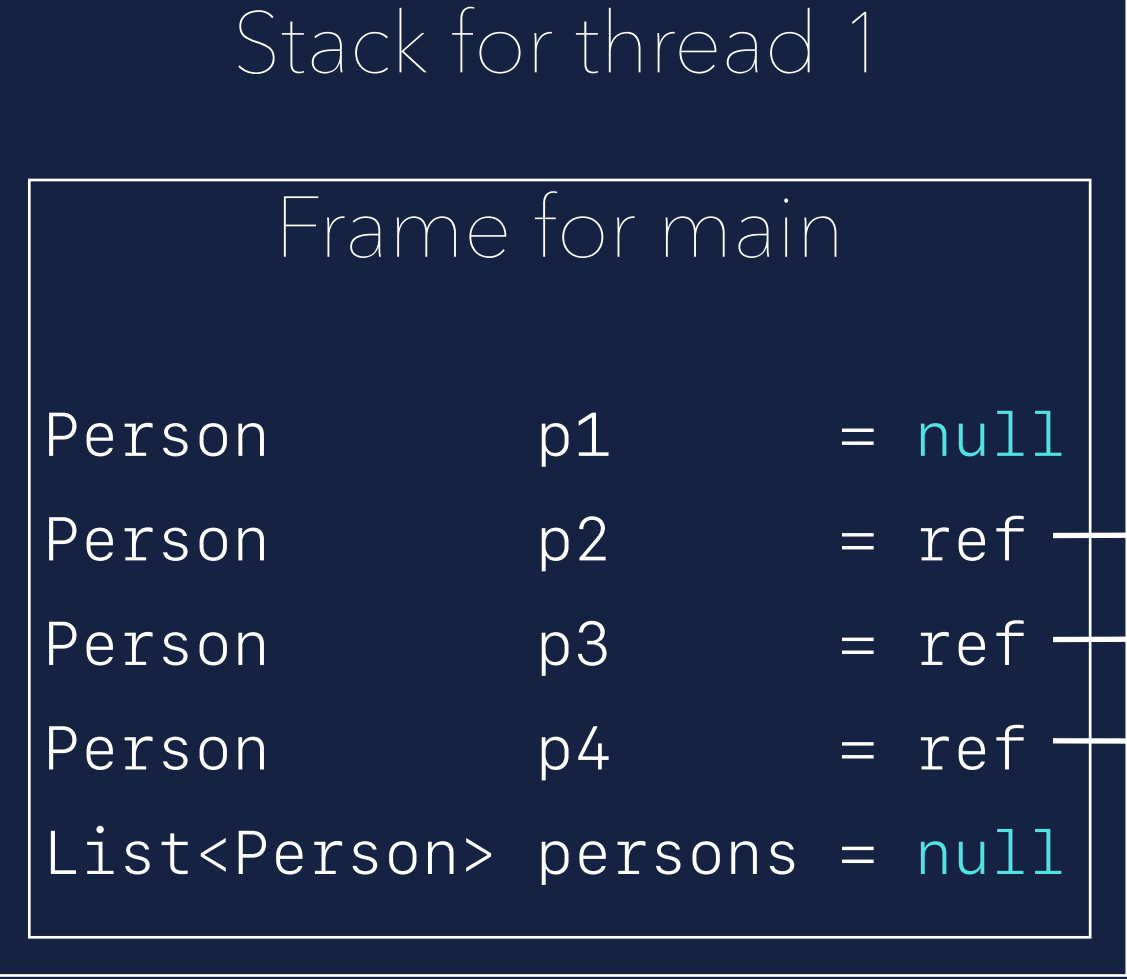 Stack for thread 1
Frame for main
Person p1 = null
Person p2 = ref
Person p3 = ref
Person p4 = ref
List<Person> persons = null